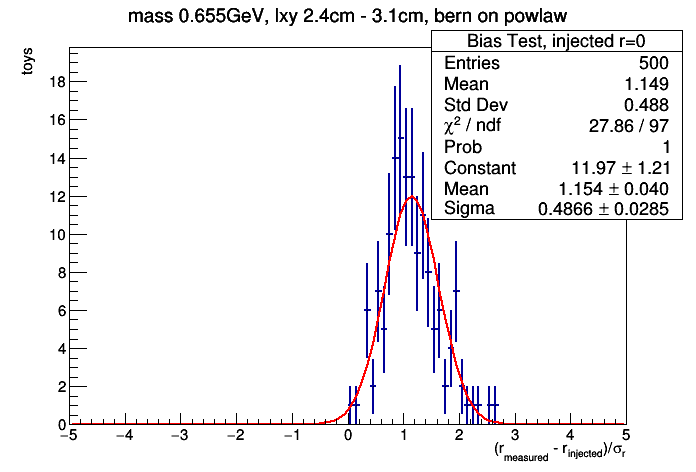 mass 0.655GeV, lxy 2.4cm - 3.1cm, bern on powlaw
Bias Test, injected r=0
Entries 500
Mean 1.149
Std Dev 0.488
χ² / ndf 27.86 / 97
Prob 1
Constant 11.97 ± 1.21
Mean 1.154 ± 0.040
Sigma 0.4866 ± 0.0285
toys
18
16
14
12
10
8
6
4
2
0
−5 −4 −3 −2 −1 0 1 2 3 4 5
(r_measured - r_injected)/σ_r